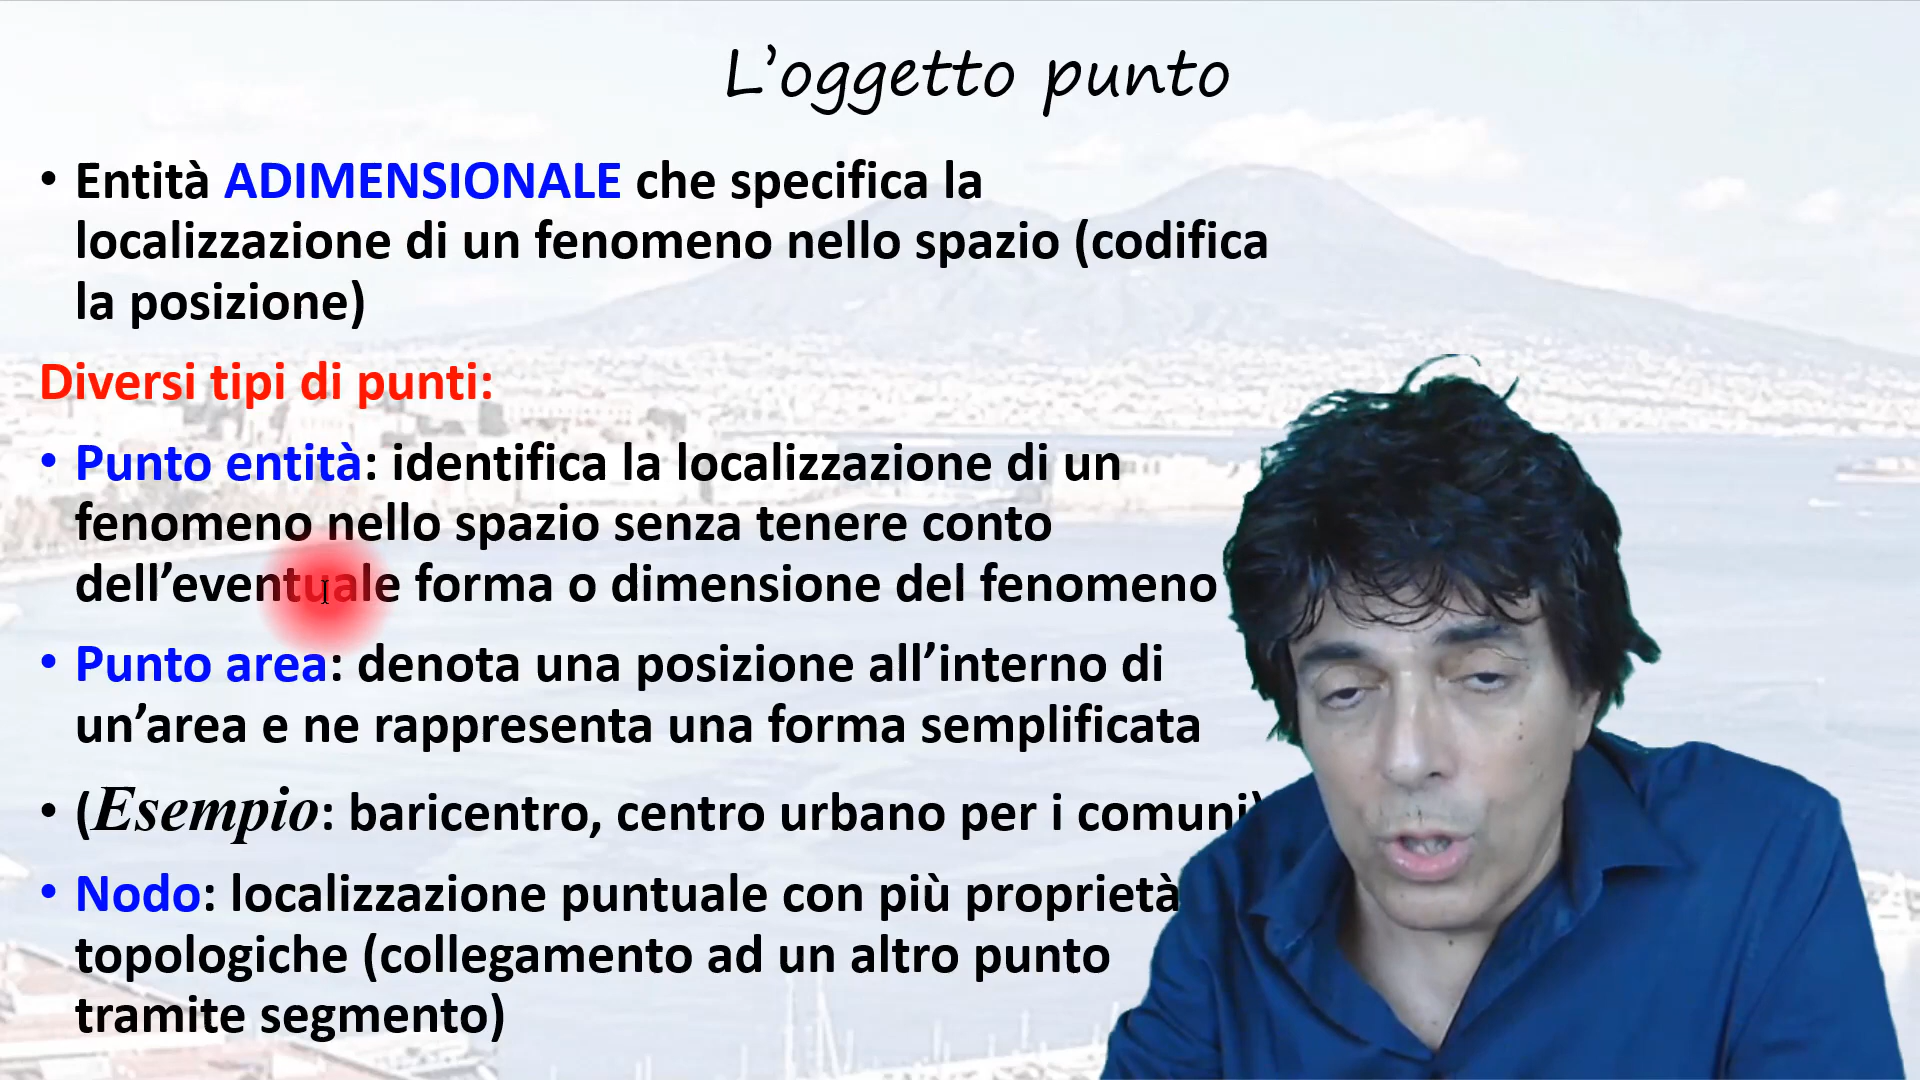 L’oggetto punto
• Entità ADIMENSIONALE che specifica la
localizzazione di un fenomeno nello spazio (codifica
la posizione)
Diversi tipi di punti:
• Punto entità: identifica la localizzazione di un
fenomeno nello spazio senza tenere conto
dell’eventuale forma o dimensione del fenomeno
• Punto area: denota una posizione all’interno di
un’area e ne rappresenta una forma semplificata
• (Esempio: baricentro, centro urbano per i comuni)
• Nodo: localizzazione puntuale con più proprietà
topologiche (collegamento ad un altro punto
tramite segmento)